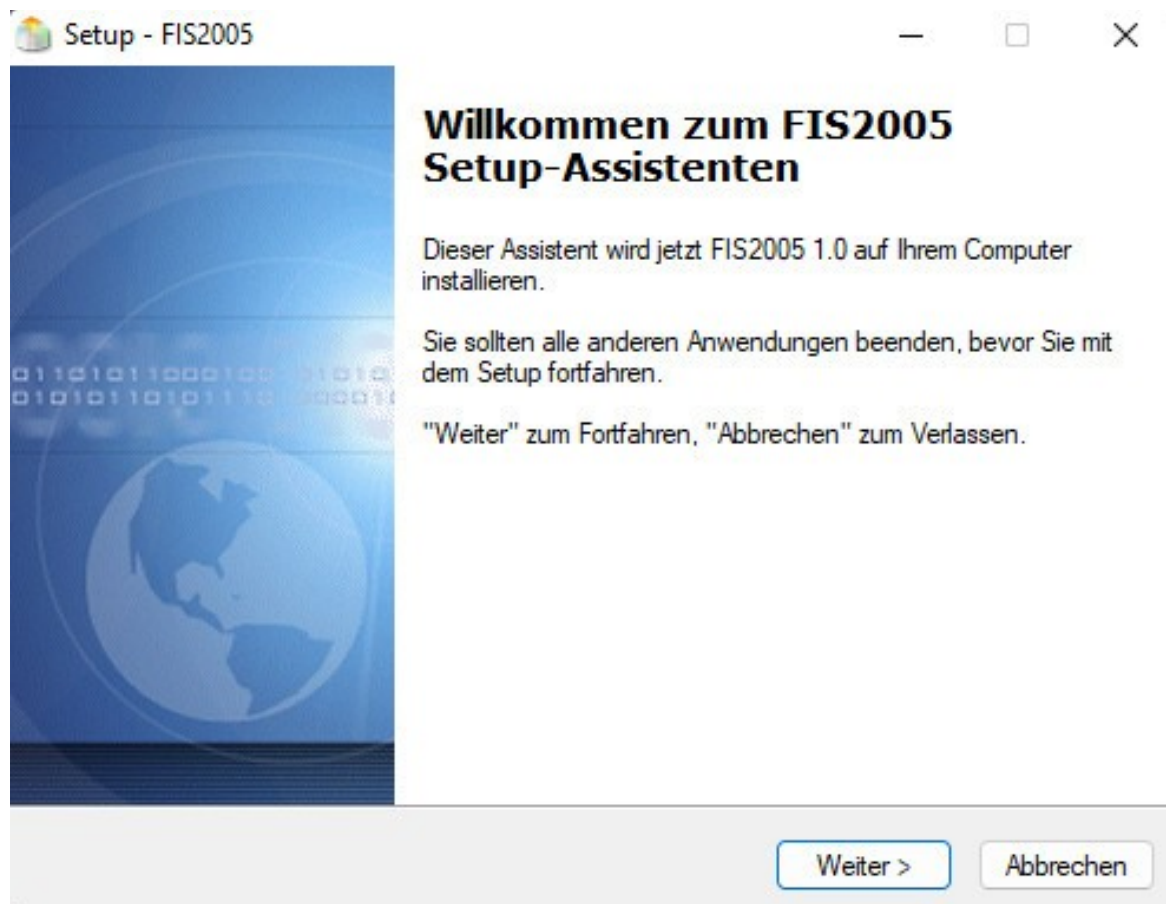 Setup - FIS2005
Willkommen zum FIS2005
Setup-Assistenten
Dieser Assistent wird jetzt FIS2005 1.0 auf Ihrem Computer
installieren.
Sie sollten alle anderen Anwendungen beenden, bevor Sie mit
dem Setup fortfahren.
"Weiter" zum Fortfahren, "Abbrechen" zum Verlassen.
Weiter >
Abbrechen